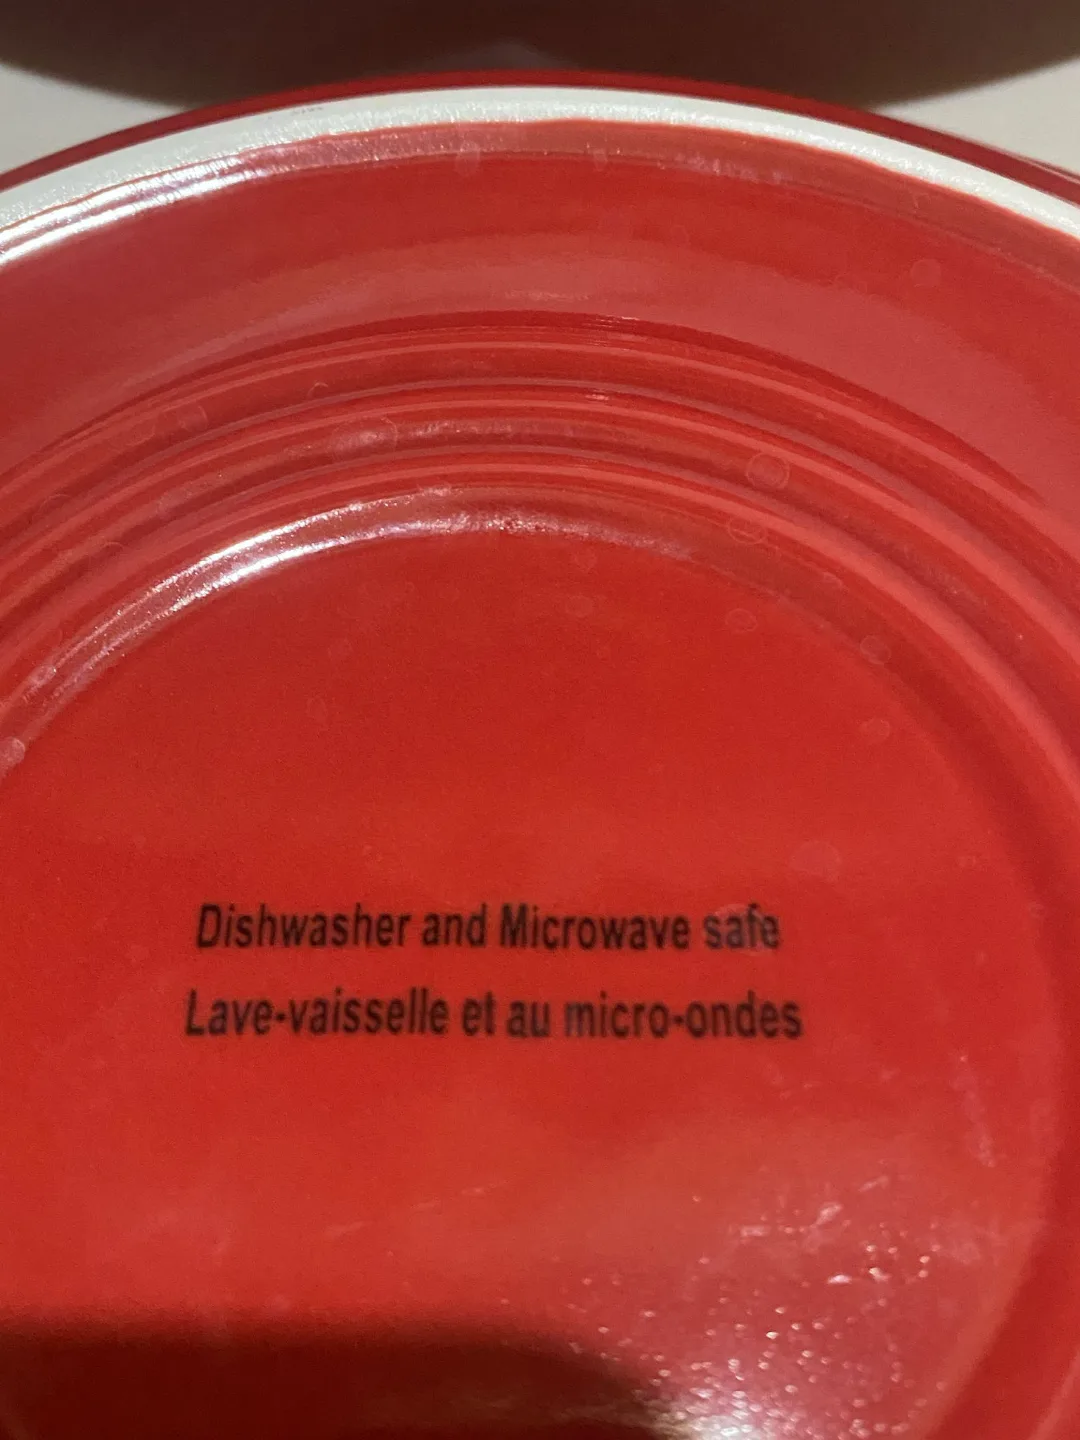 Dishwasher and Microwave safe
Lave-vaisselle et au micro-ondes